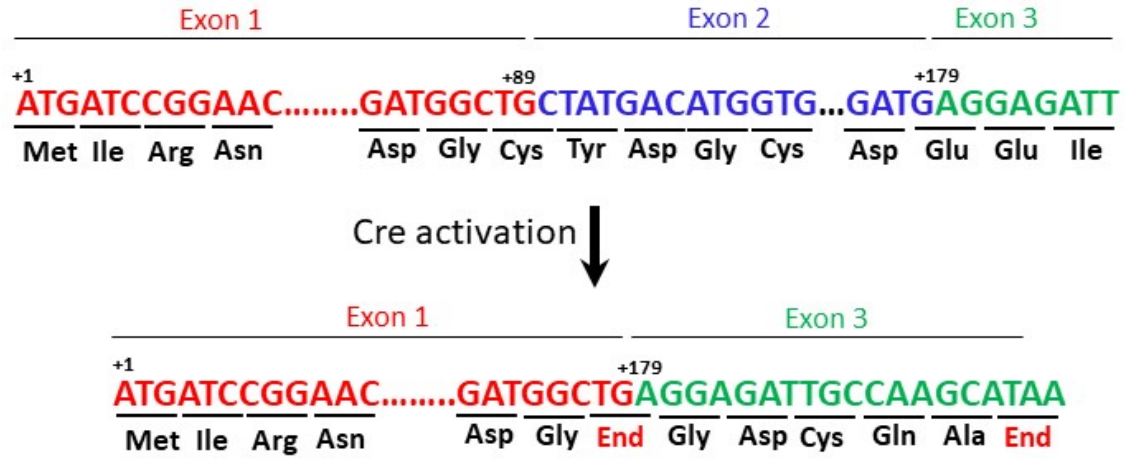 Exon 1 Exon 2 Exon 3
+1 +89 +179
ATGATCCGGAAC........GATGGCTGCTATGACATGGTG...GATGAGGAGATT
Met Ile Arg Asn Asp Gly Cys Tyr Asp Gly Cys Asp Glu Glu Ile
Cre activation
Exon 1 Exon 3
+1 +179
ATGATCCGGAAC........GATGGCTGAGGAGATTGCCAAGCATAA
Met Ile Arg Asn Asp Gly End Gly Asp Cys Gln Ala End